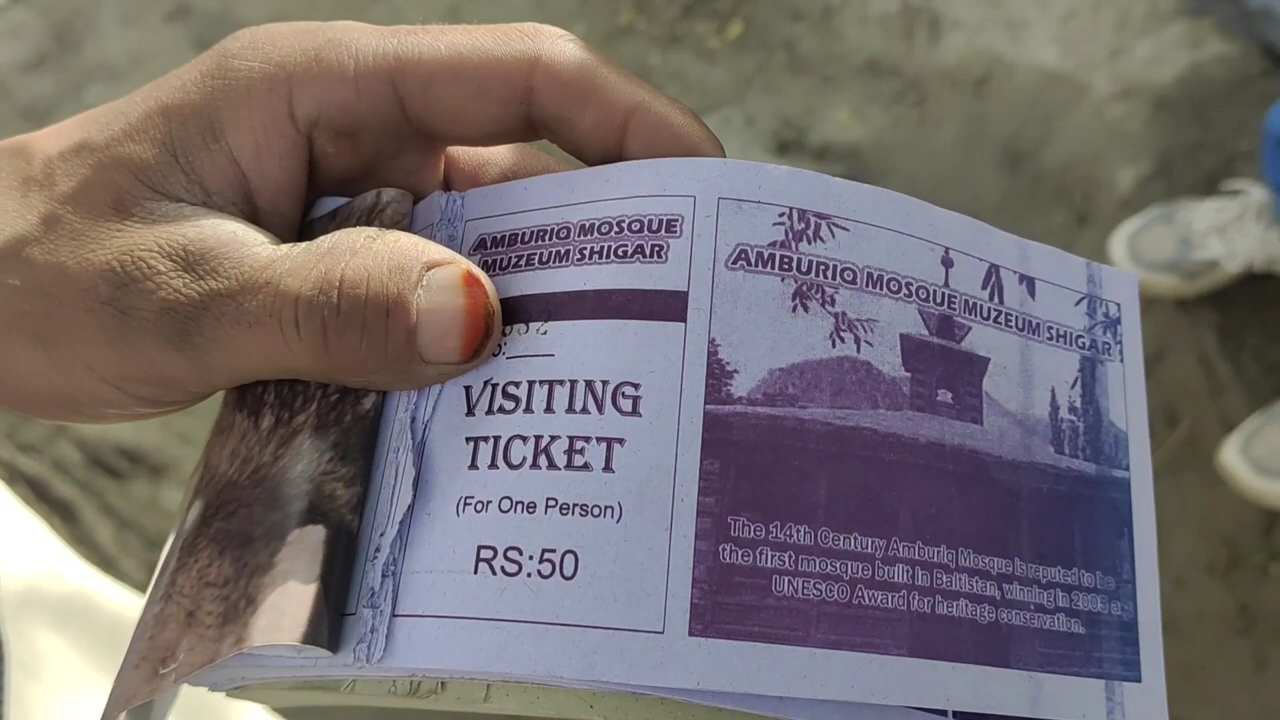 AMBURIQ MOSQUE
MUZEUM SHIGAR
VISITING
TICKET
(For One Person)
RS:50
AMBURIQ MOSQUE MUZEUM SHIGAR
The 14th Century Amburiq Mosque is reputed to be
the first mosque built in Baltistan, winning in 2005 a
UNESCO Award for heritage conservation.